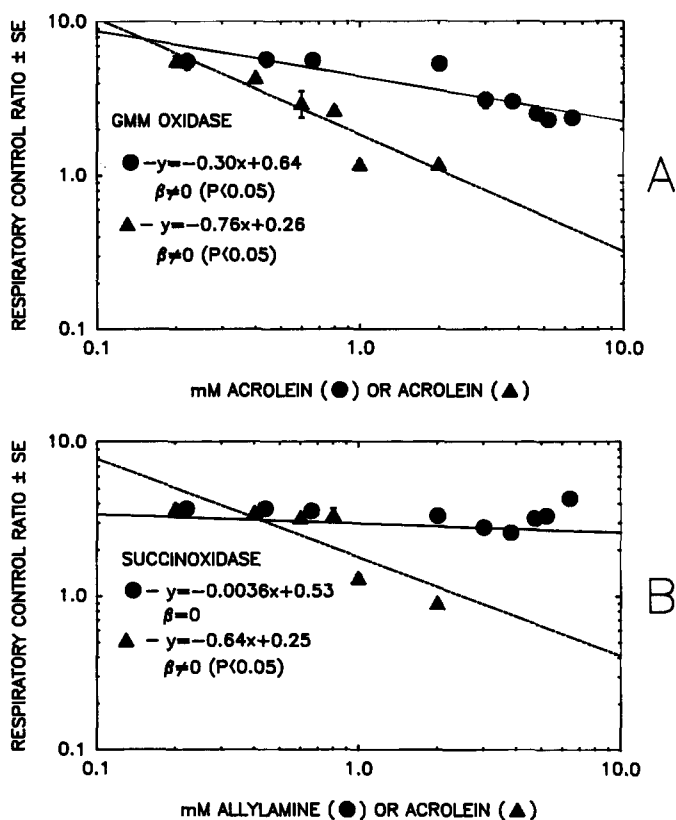 A
RESPIRATORY CONTROL RATIO ± SE
10.0
1.0
0.1
GMM OXIDASE
● –y=–0.30x+0.64
β≠0 (P<0.05)
▲ – y=–0.76x+0.26
β≠0 (P<0.05)
0.1 1.0 10.0
mM ACROLEIN (●) OR ACROLEIN (▲)
B
RESPIRATORY CONTROL RATIO ± SE
10.0
1.0
0.1
SUCCINOXIDASE
● – y=–0.0036x+0.53
β=0
▲ – y=–0.64x+0.25
β≠0 (P<0.05)
0.1 1.0 10.0
mM ALLYLAMINE (●) OR ACROLEIN (▲)